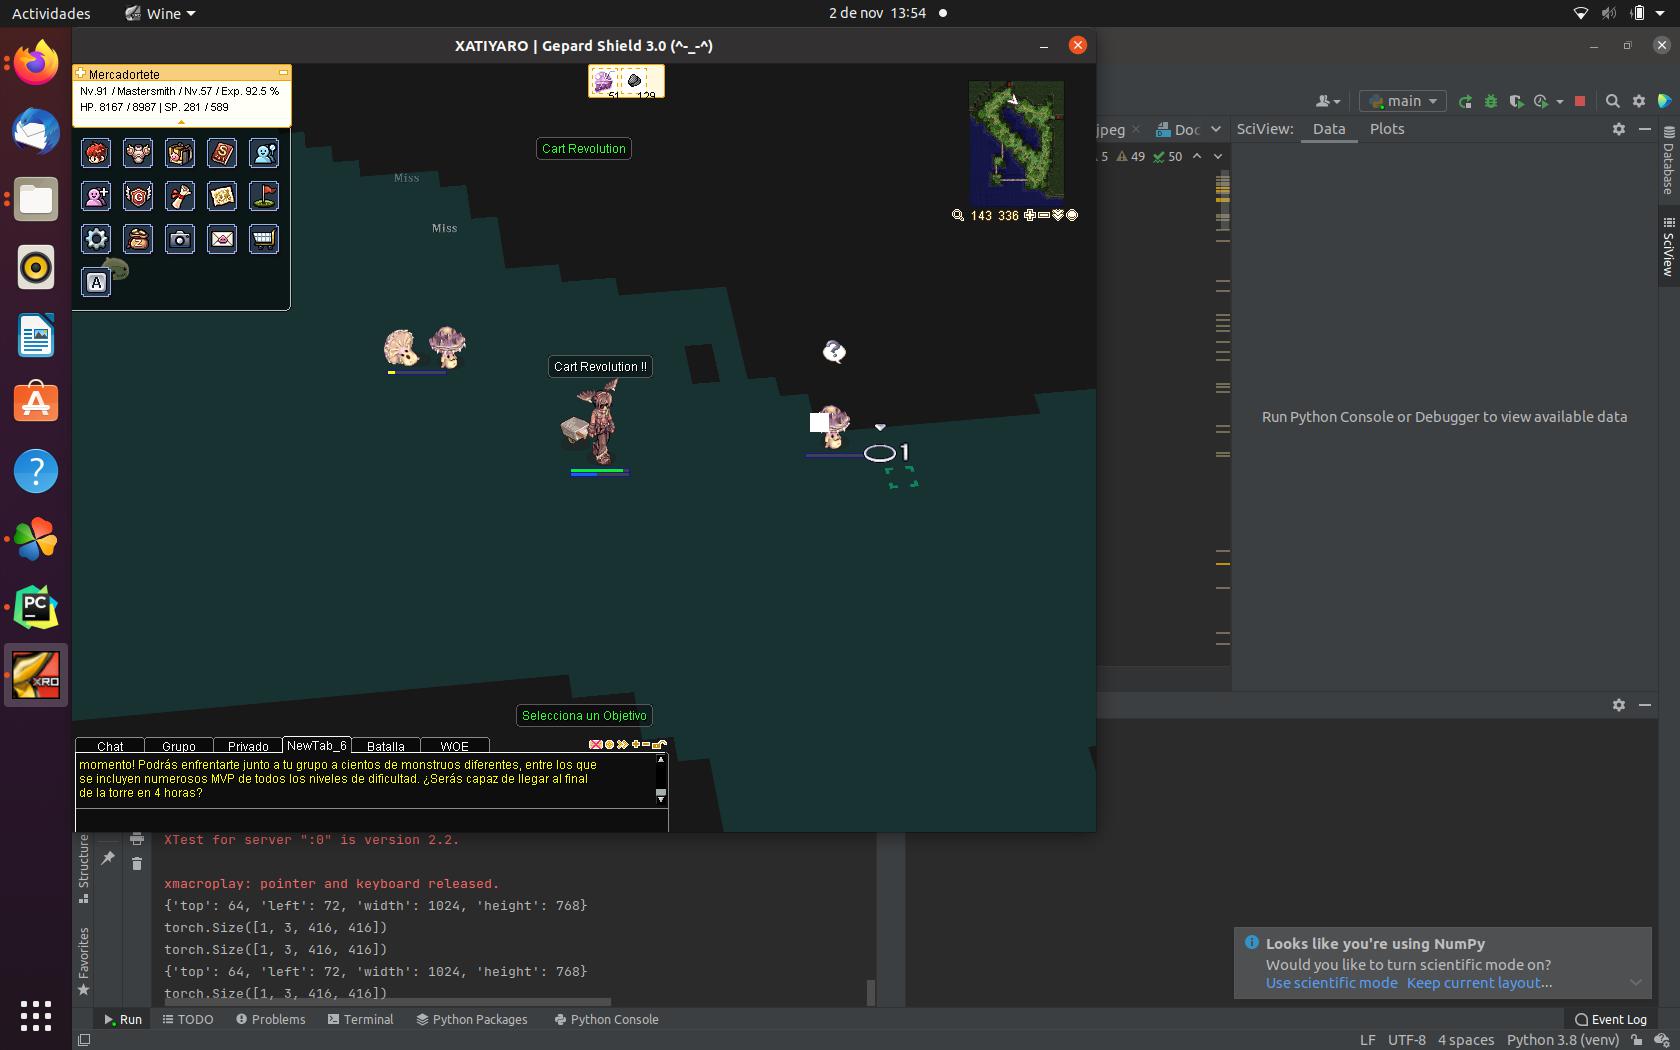 Actividades
Wine
2 de nov 13:54
XATIYARO | Gepard Shield 3.0 (^-_-^)
Mercadortete
Nv.91 / Mastersmith / Nv.57 / Exp. 92.5 %
HP. 8167 / 8987 | SP. 281 / 589
51
129
Cart Revolution
Miss
Miss
143 336
A
Cart Revolution !!
?
1
Selecciona un Objetivo
Chat
Grupo
Privado
NewTab_6
Batalla
WOE
momento! Podrás enfrentarte junto a tu grupo a cientos de monstruos diferentes, entre los que
se incluyen numerosos MVP de todos los niveles de dificultad. ¿Serás capaz de llegar al final
de la torre en 4 horas?
PC
XRO
main
jpeg
Doc
SciView:
Data
Plots
5
49
50
Database
SciView
Run Python Console or Debugger to view available data
Structure
Favorites
XTest for server ":0" is version 2.2.
xmacroplay: pointer and keyboard released.
{'top': 64, 'left': 72, 'width': 1024, 'height': 768}
torch.Size([1, 3, 416, 416])
torch.Size([1, 3, 416, 416])
{'top': 64, 'left': 72, 'width': 1024, 'height': 768}
torch.Size([1, 3, 416, 416])
Looks like you're using NumPy
Would you like to turn scientific mode on?
Use scientific mode Keep current layout...
Run
TODO
Problems
Terminal
Python Packages
Python Console
Event Log
LF UTF-8 4 spaces Python 3.8 (venv)